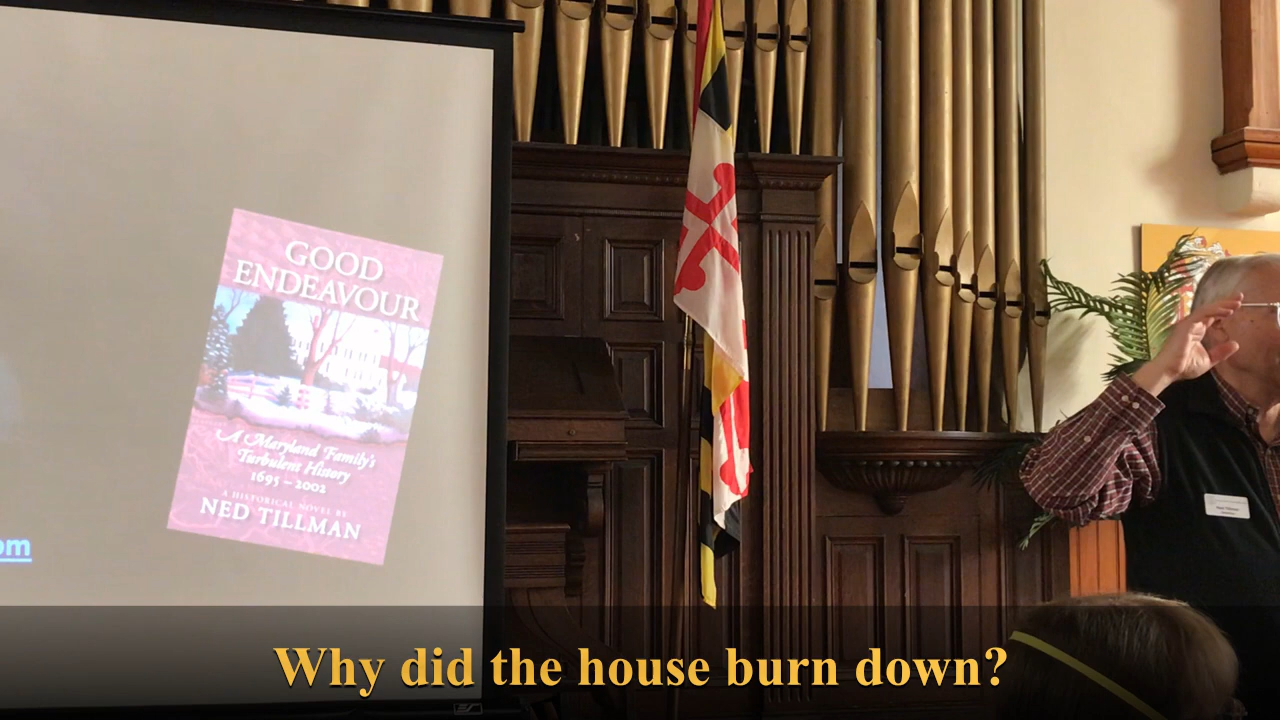 GOOD
ENDEAVOUR
A Maryland Family's
Turbulent History
1695 – 2002
A HISTORICAL NOVEL BY
NED TILLMAN
om
Why did the house burn down?